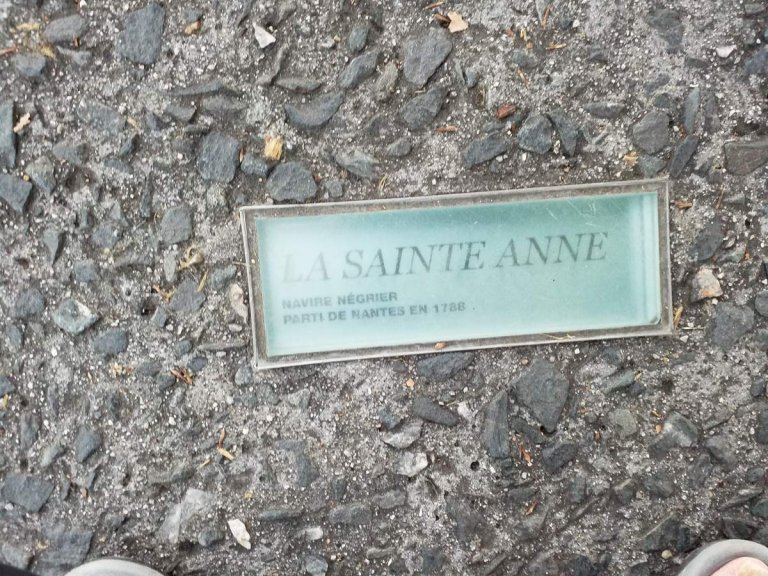 LA SAINTE ANNE
NAVIRE NÉGRIER
PARTI DE NANTES EN 1788